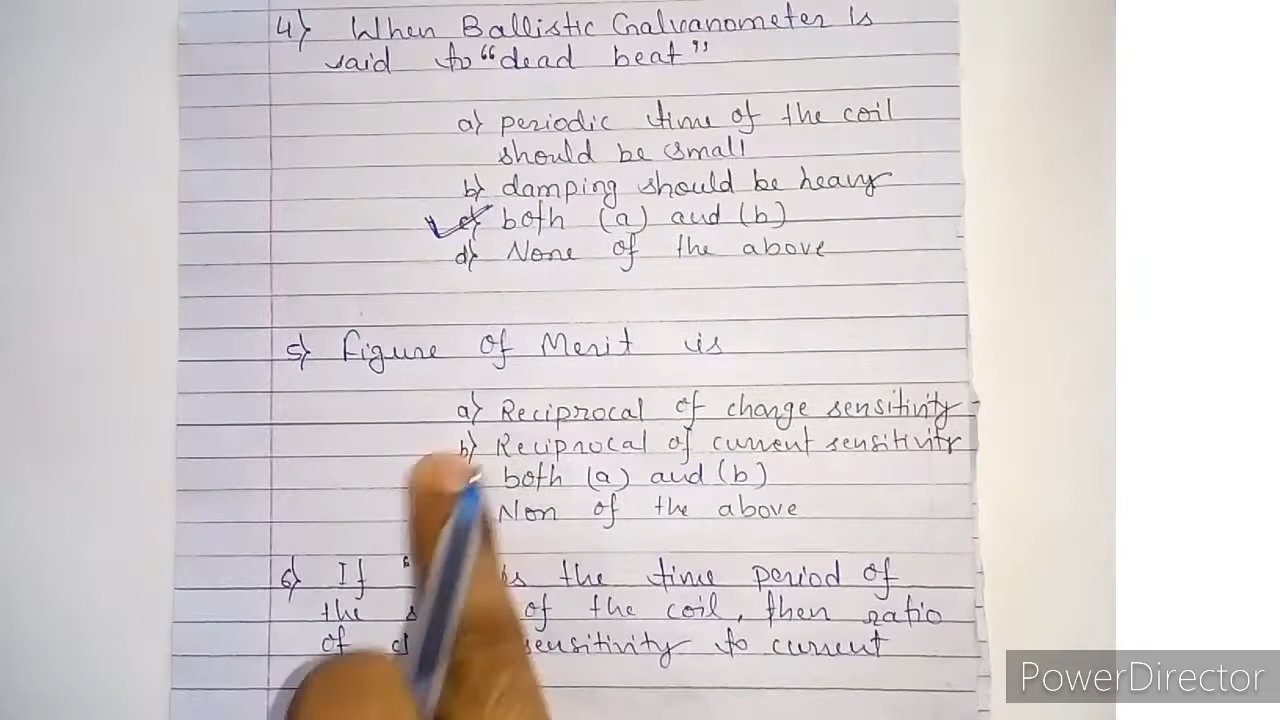 4) When Ballistic Galvanometer is
said to "dead beat"
a) periodic time of the coil
should be small
b) damping should be heavy
c) both (a) and (b)
d) None of the above
5) Figure of Merit is
a) Reciprocal of change sensitivity
b) Reciprocal of current sensitivity
both (a) and (b)
Non of the above
6) If the time period of
the of the coil, then ratio
of sensitivity to current
PowerDirector